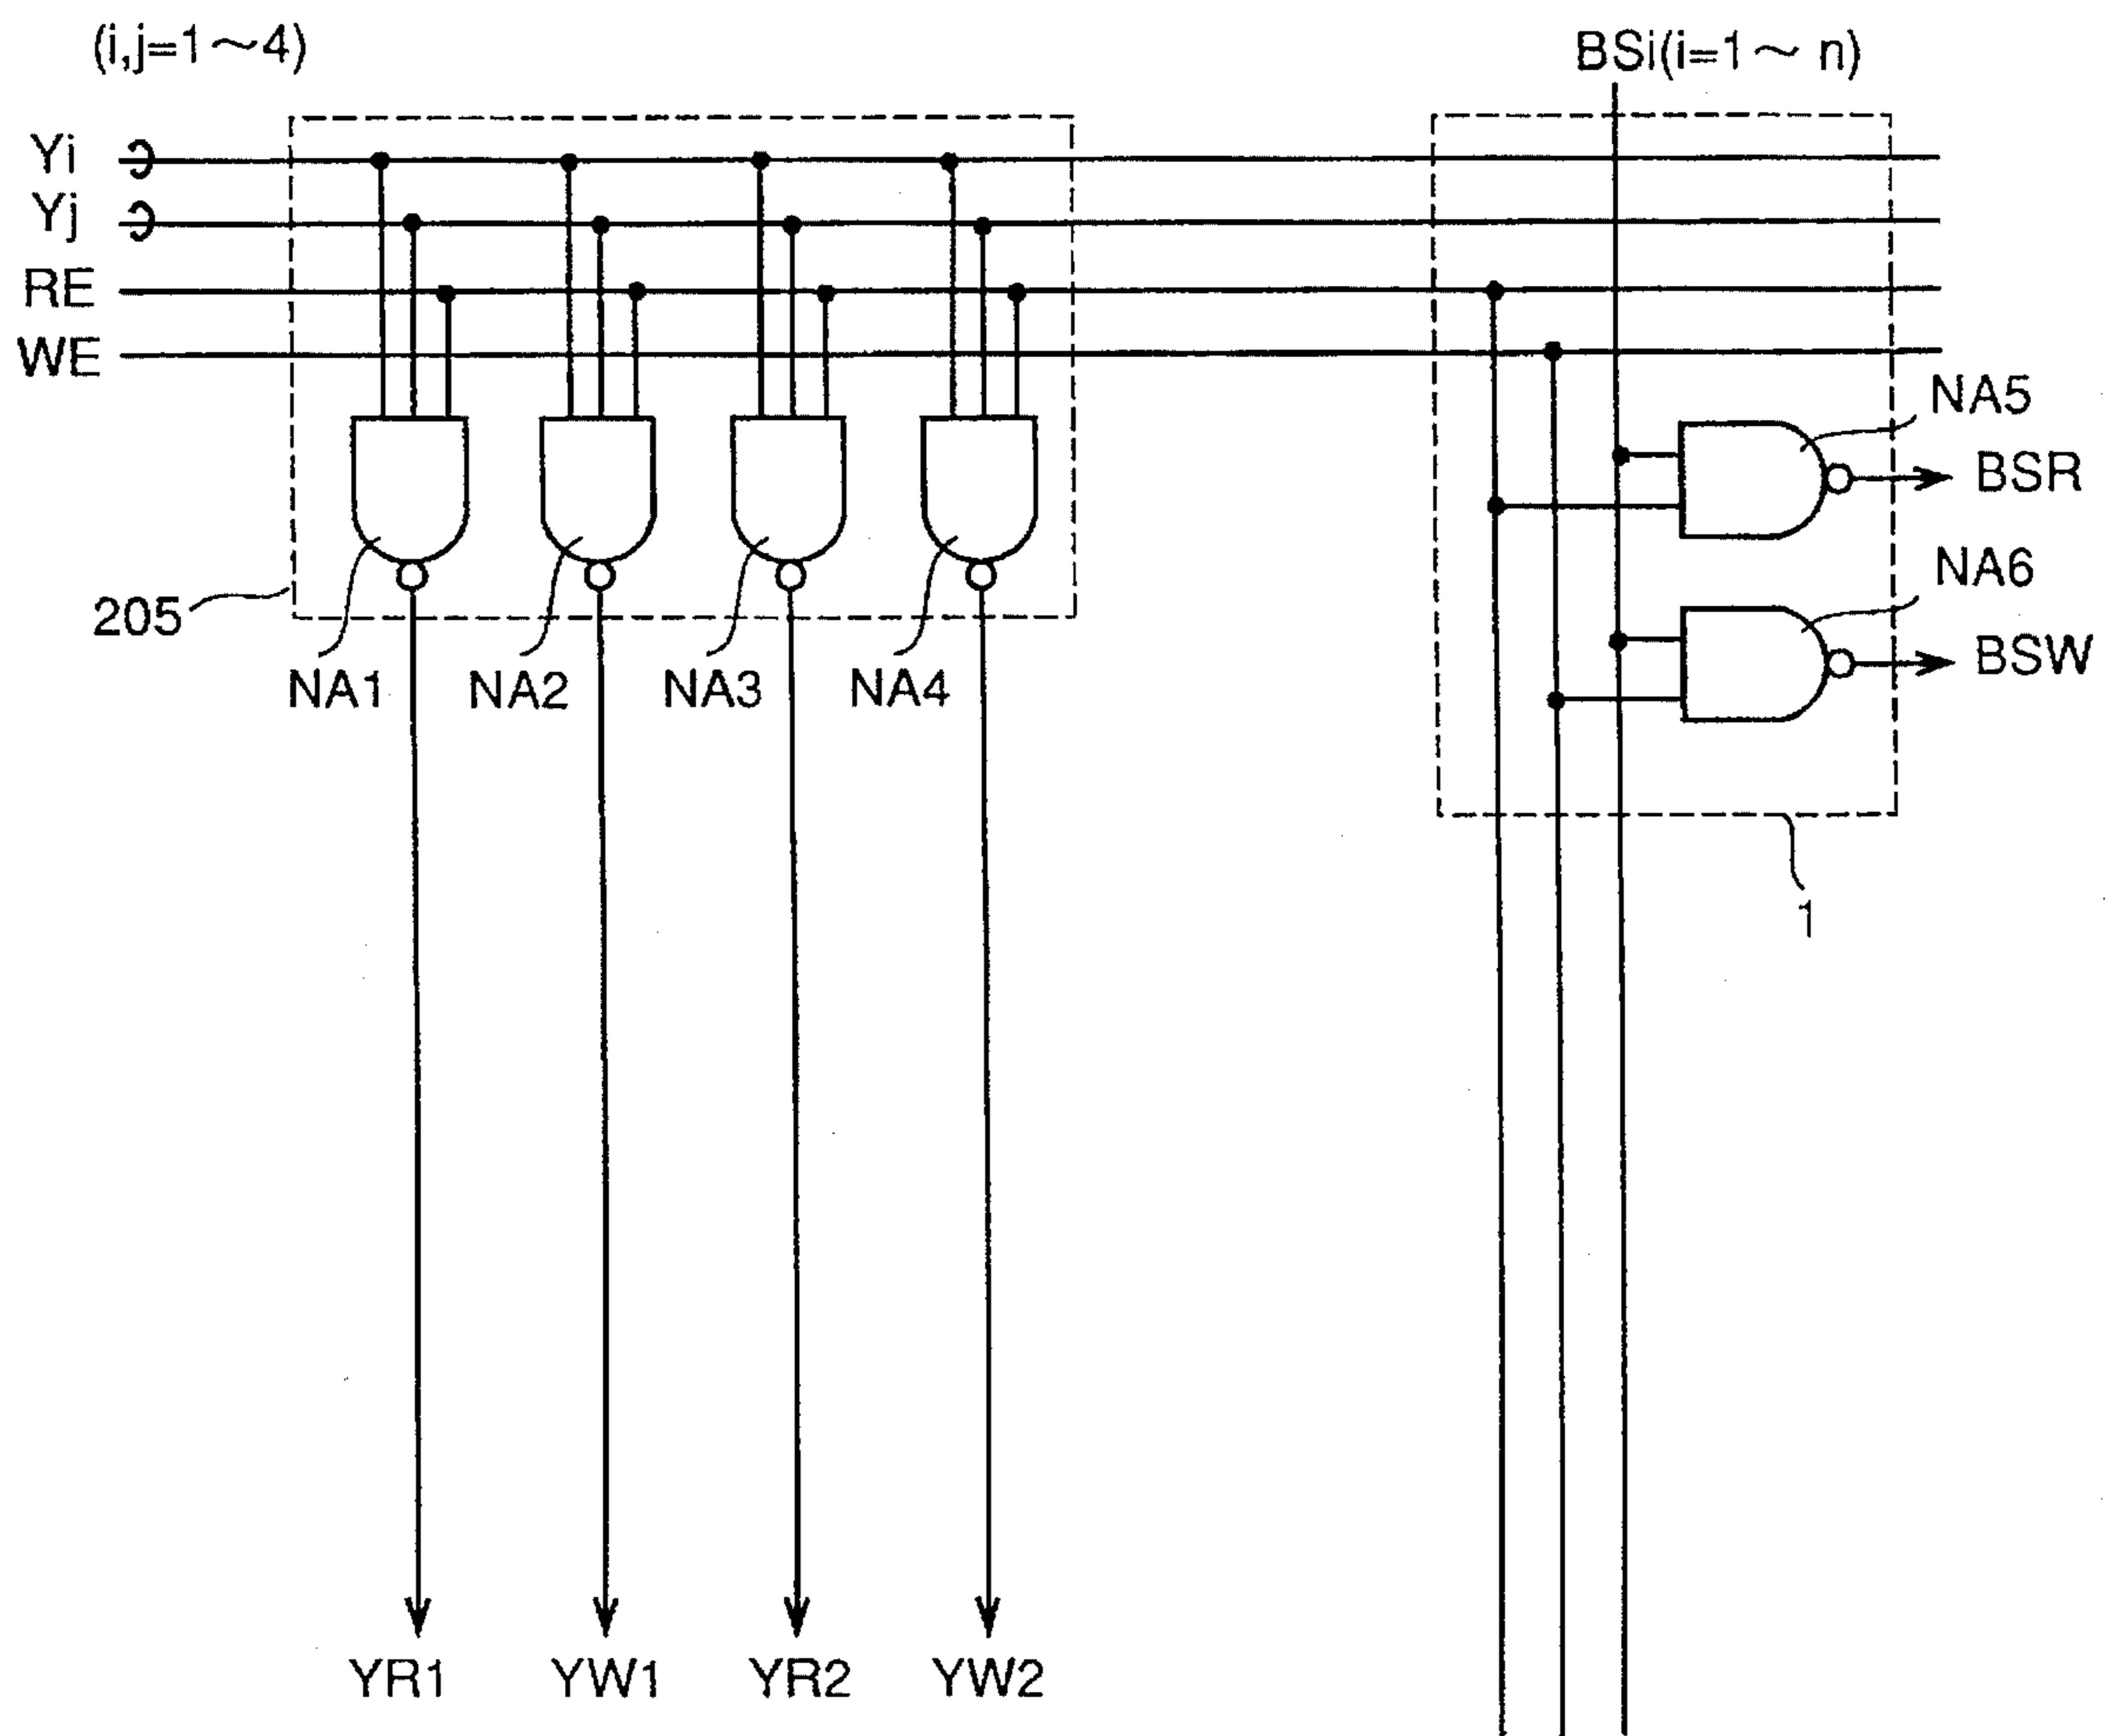 (i,j=1～4)
BSi(i=1～ n)
Yi
Yj
RE
WE
NA5
BSR
NA6
BSW
205
NA1
NA2
NA3
NA4
1
YR1
YW1
YR2
YW2